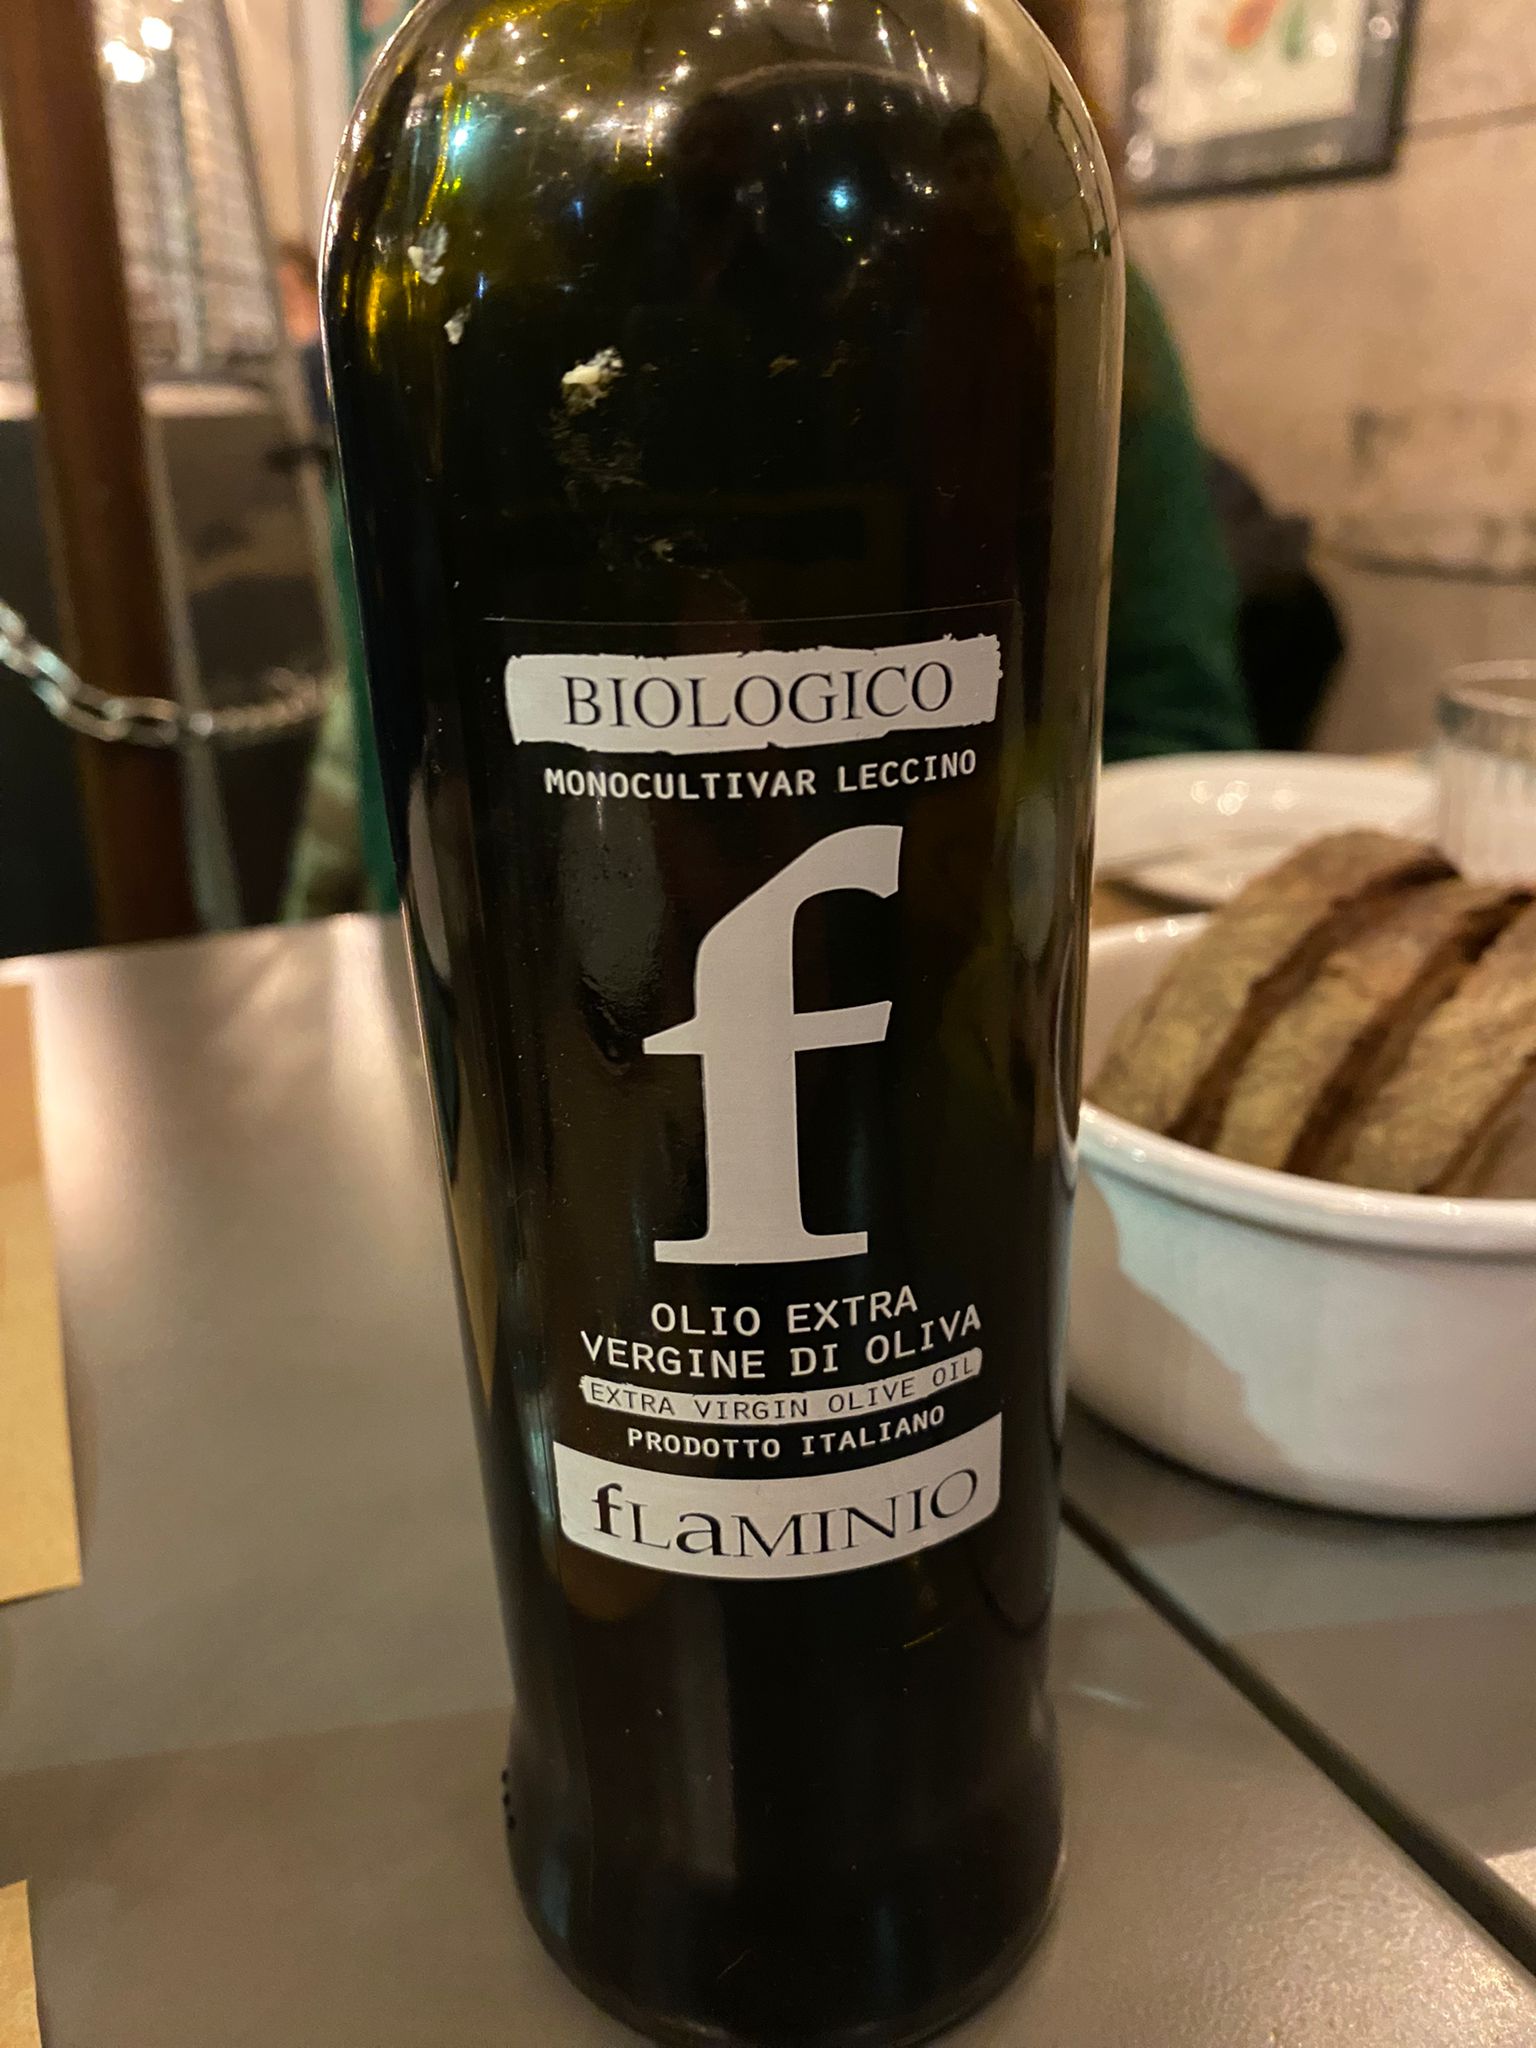 BIOLOGICO
MONOCULTIVAR LECCINO
f
OLIO EXTRA
VERGINE DI OLIVA
EXTRA VIRGIN OLIVE OIL
PRODOTTO ITALIANO
fLaMINIO